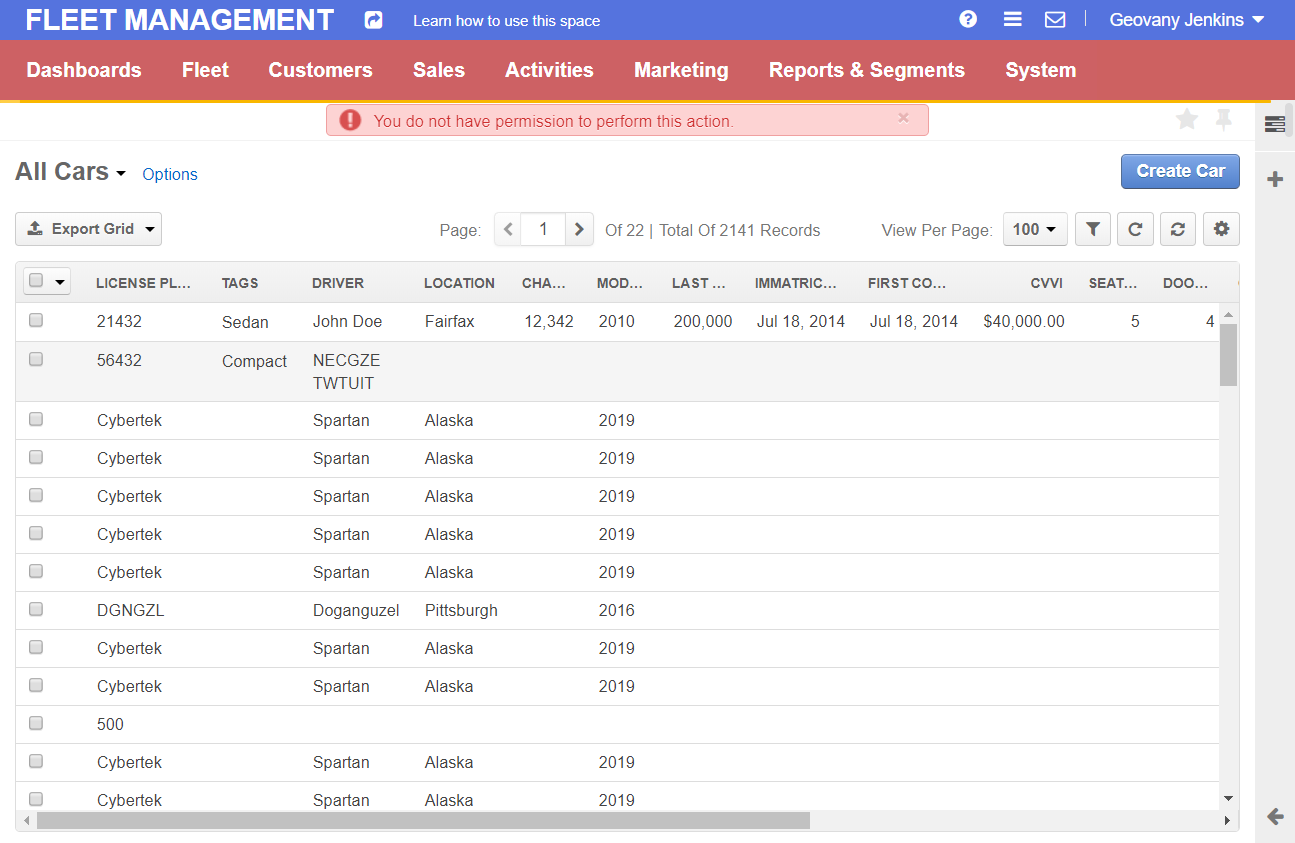 FLEET MANAGEMENT Learn how to use this space Geovany Jenkins
Dashboards Fleet Customers Sales Activities Marketing Reports & Segments System
You do not have permission to perform this action. ×
All Cars Options Create Car
Export Grid Page: 1 Of 22 | Total Of 2141 Records View Per Page: 100
LICENSE PL... TAGS DRIVER LOCATION CHA... MOD... LAST ... IMMATRIC... FIRST CO... CVVI SEAT... DOO...
21432 Sedan John Doe Fairfax 12,342 2010 200,000 Jul 18, 2014 Jul 18, 2014 $40,000.00 5 4
56432 Compact NECGZE
TWTUIT
Cybertek Spartan Alaska 2019
Cybertek Spartan Alaska 2019
Cybertek Spartan Alaska 2019
Cybertek Spartan Alaska 2019
Cybertek Spartan Alaska 2019
DGNGZL Doganguzel Pittsburgh 2016
Cybertek Spartan Alaska 2019
Cybertek Spartan Alaska 2019
500
Cybertek Spartan Alaska 2019
Cybertek Spartan Alaska 2019